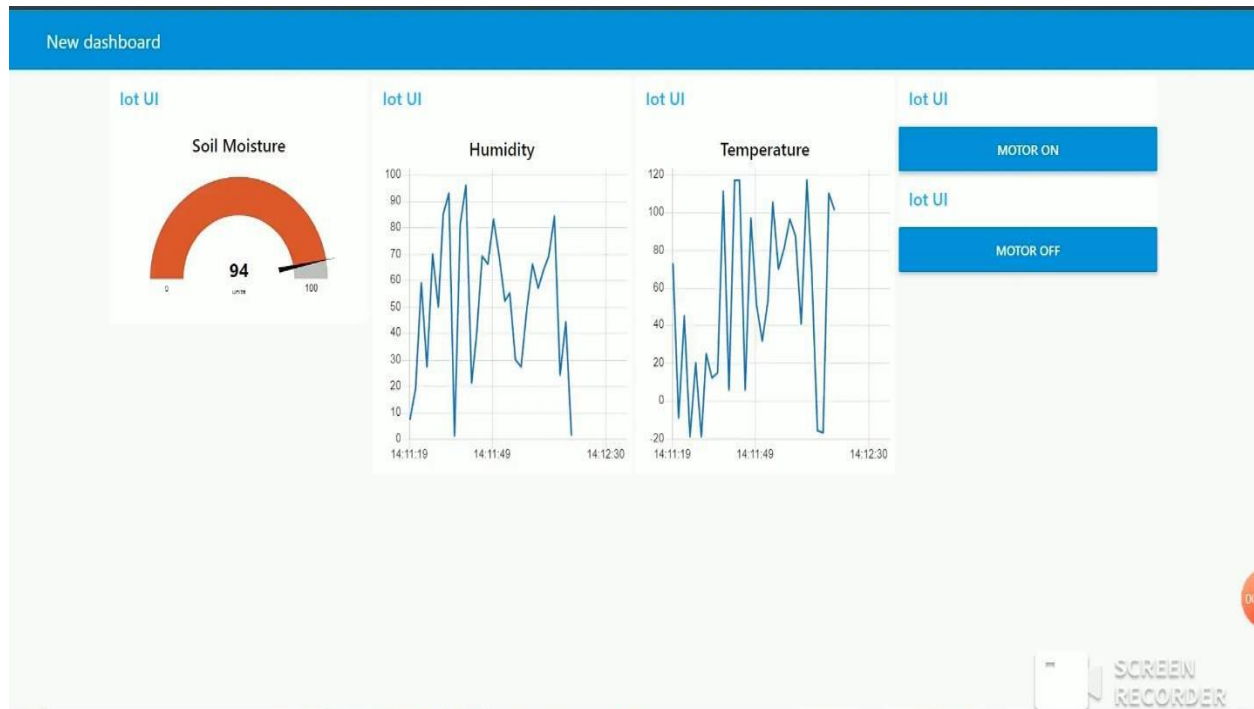 New dashboard
Iot UI
Soil Moisture
94
units
0
100
Iot UI
Humidity
100
90
80
70
60
50
40
30
20
10
0
14:11:19
14:11:49
14:12:30
Iot UI
Temperature
120
100
80
60
40
20
0
-20
14:11:19
14:11:49
14:12:30
Iot UI
MOTOR ON
Iot UI
MOTOR OFF
SCREEN
RECORDER